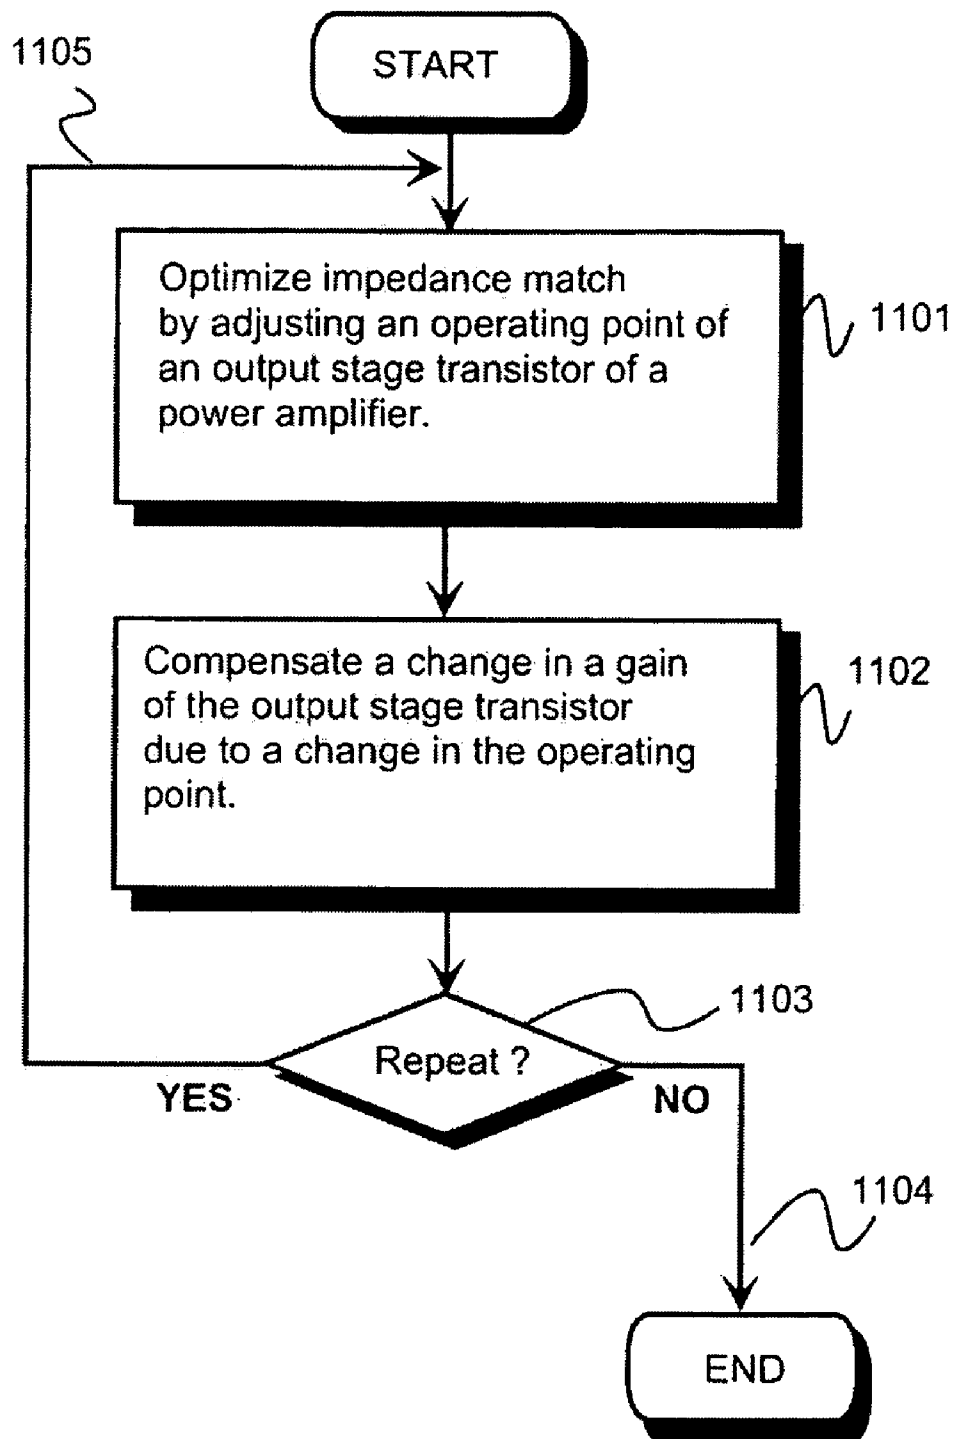 1105
START
Optimize impedance match
by adjusting an operating point of
an output stage transistor of a
power amplifier.
1101
Compensate a change in a gain
of the output stage transistor
due to a change in the operating
point.
1102
1103
Repeat ?
YES
NO
1104
END